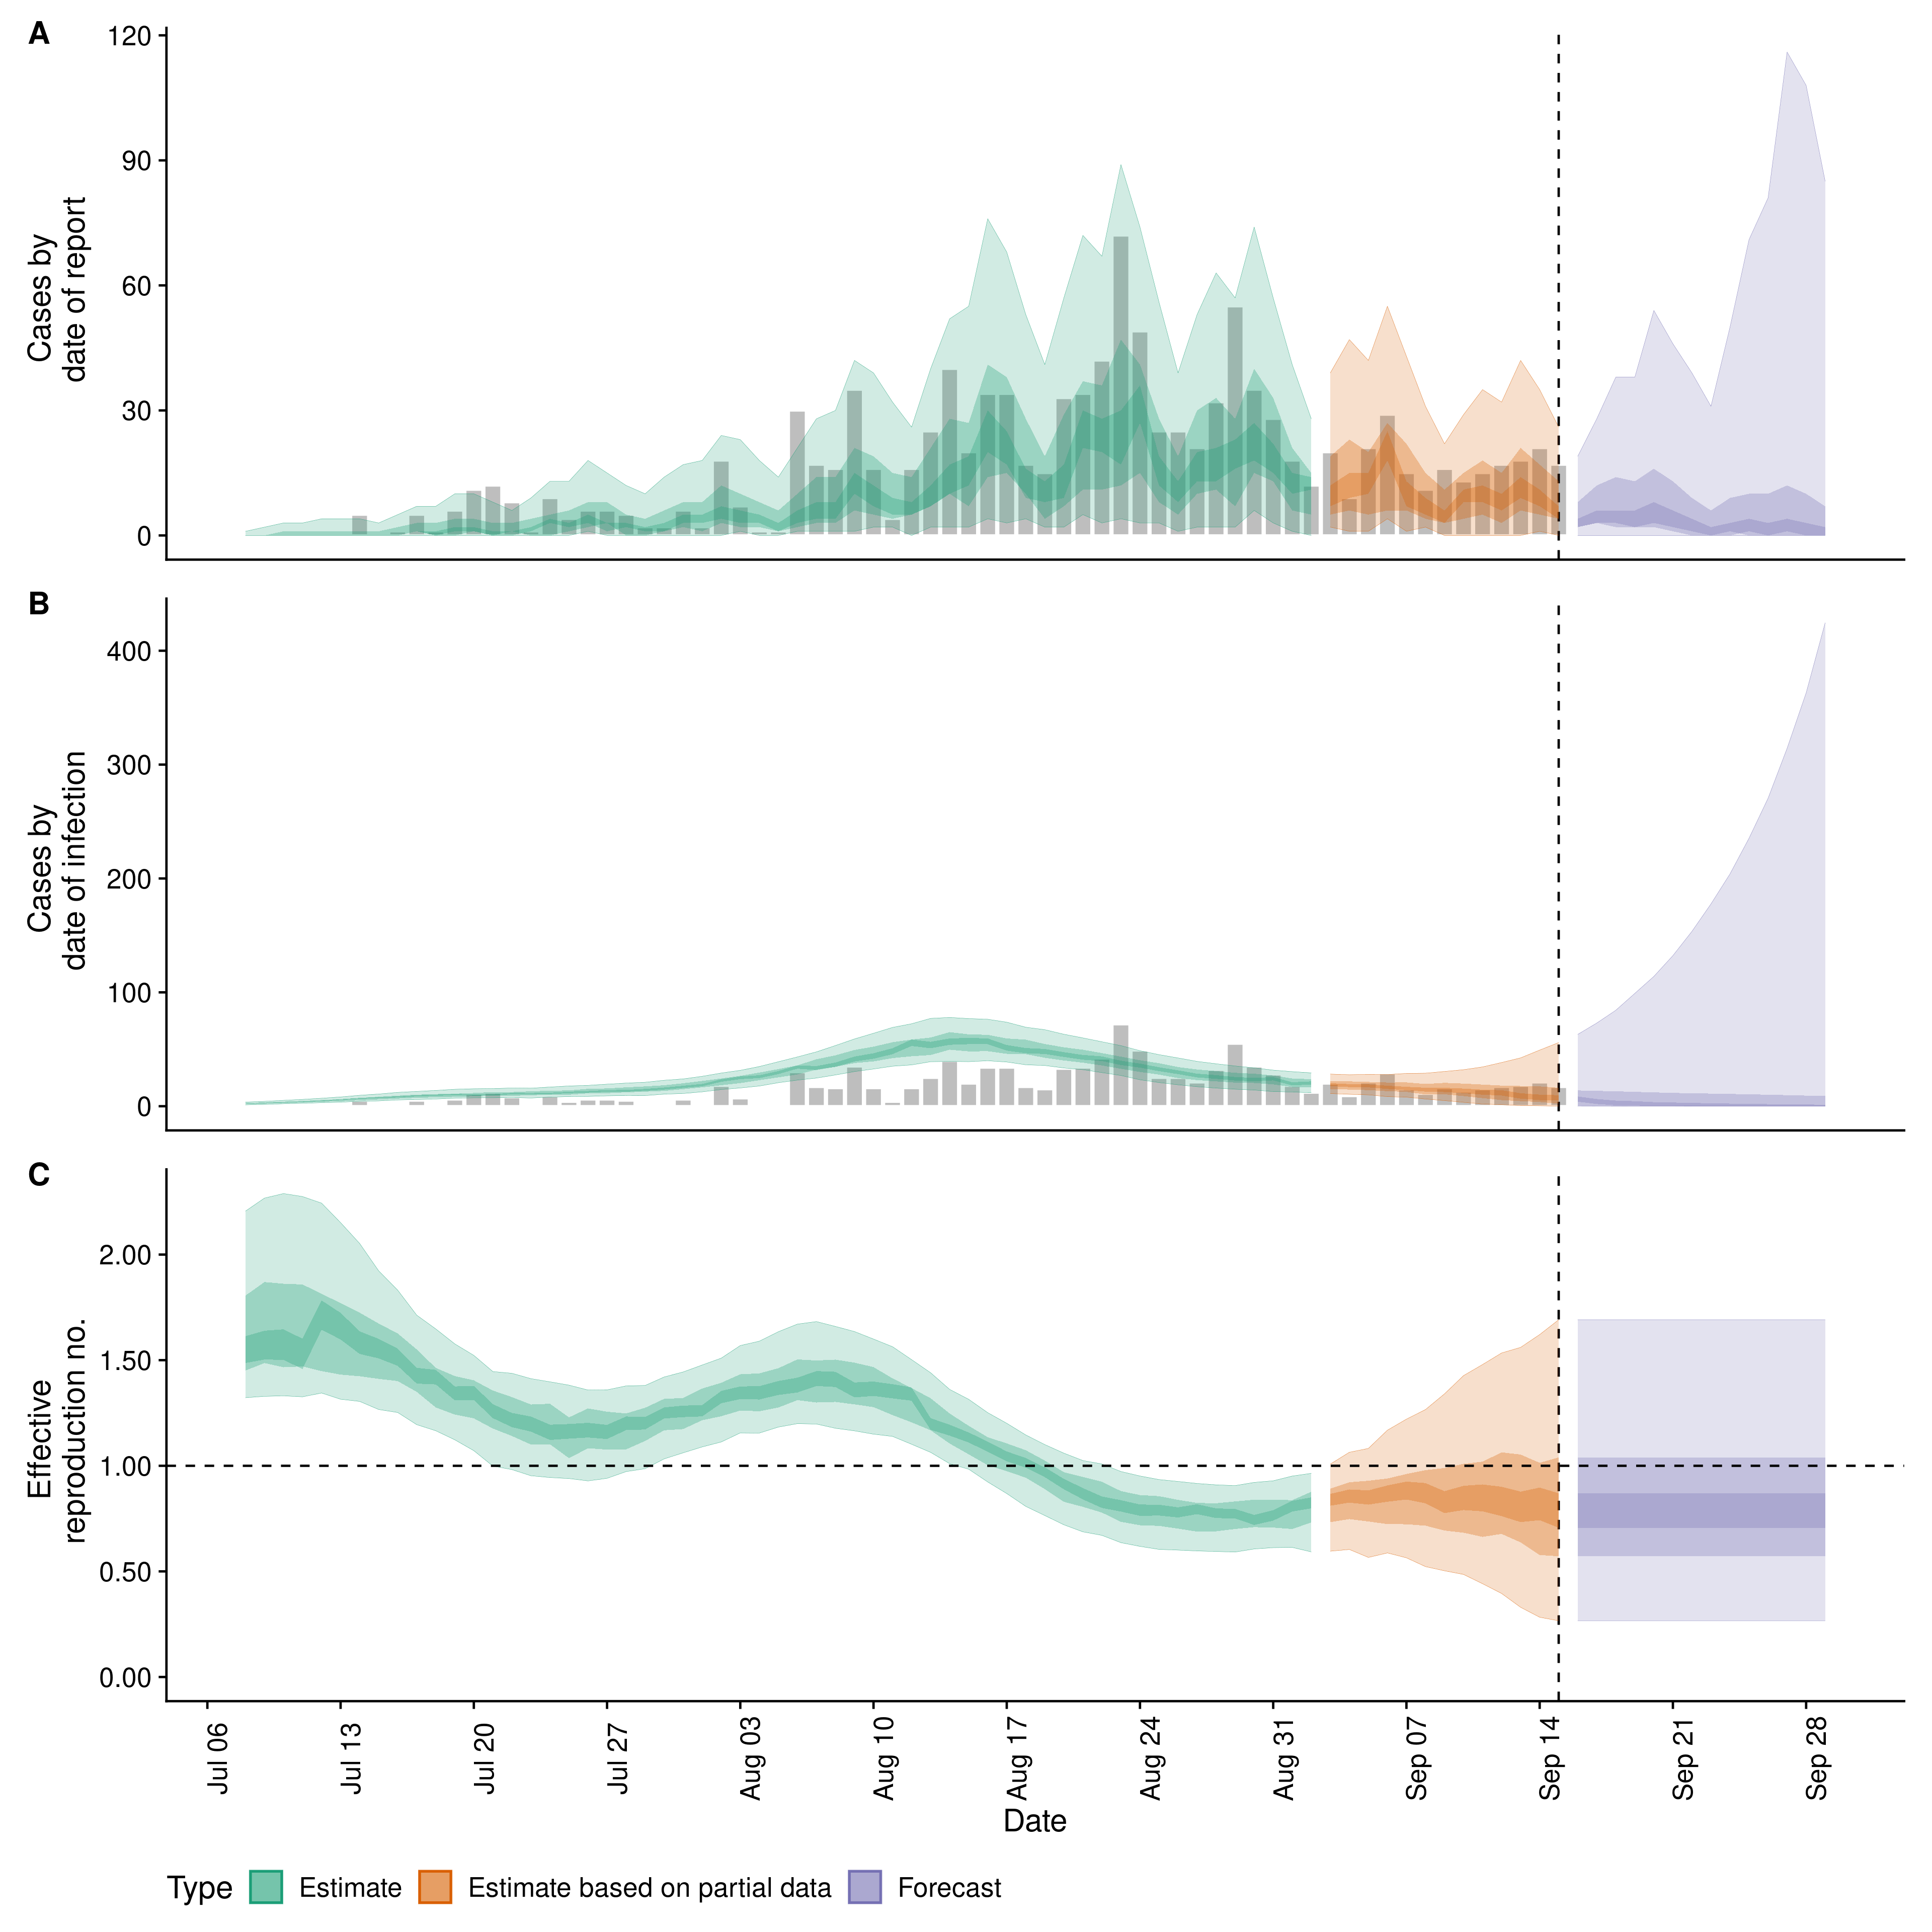 A
120
90
60
30
0
Cases by
date of report
B
400
300
200
100
0
Cases by
date of infection
C
2.00
1.50
1.00
0.50
0.00
Effective
reproduction no.
Jul 06
Jul 13
Jul 20
Jul 27
Aug 03
Aug 10
Aug 17
Aug 24
Aug 31
Sep 07
Sep 14
Sep 21
Sep 28
Date
Type Estimate Estimate based on partial data Forecast